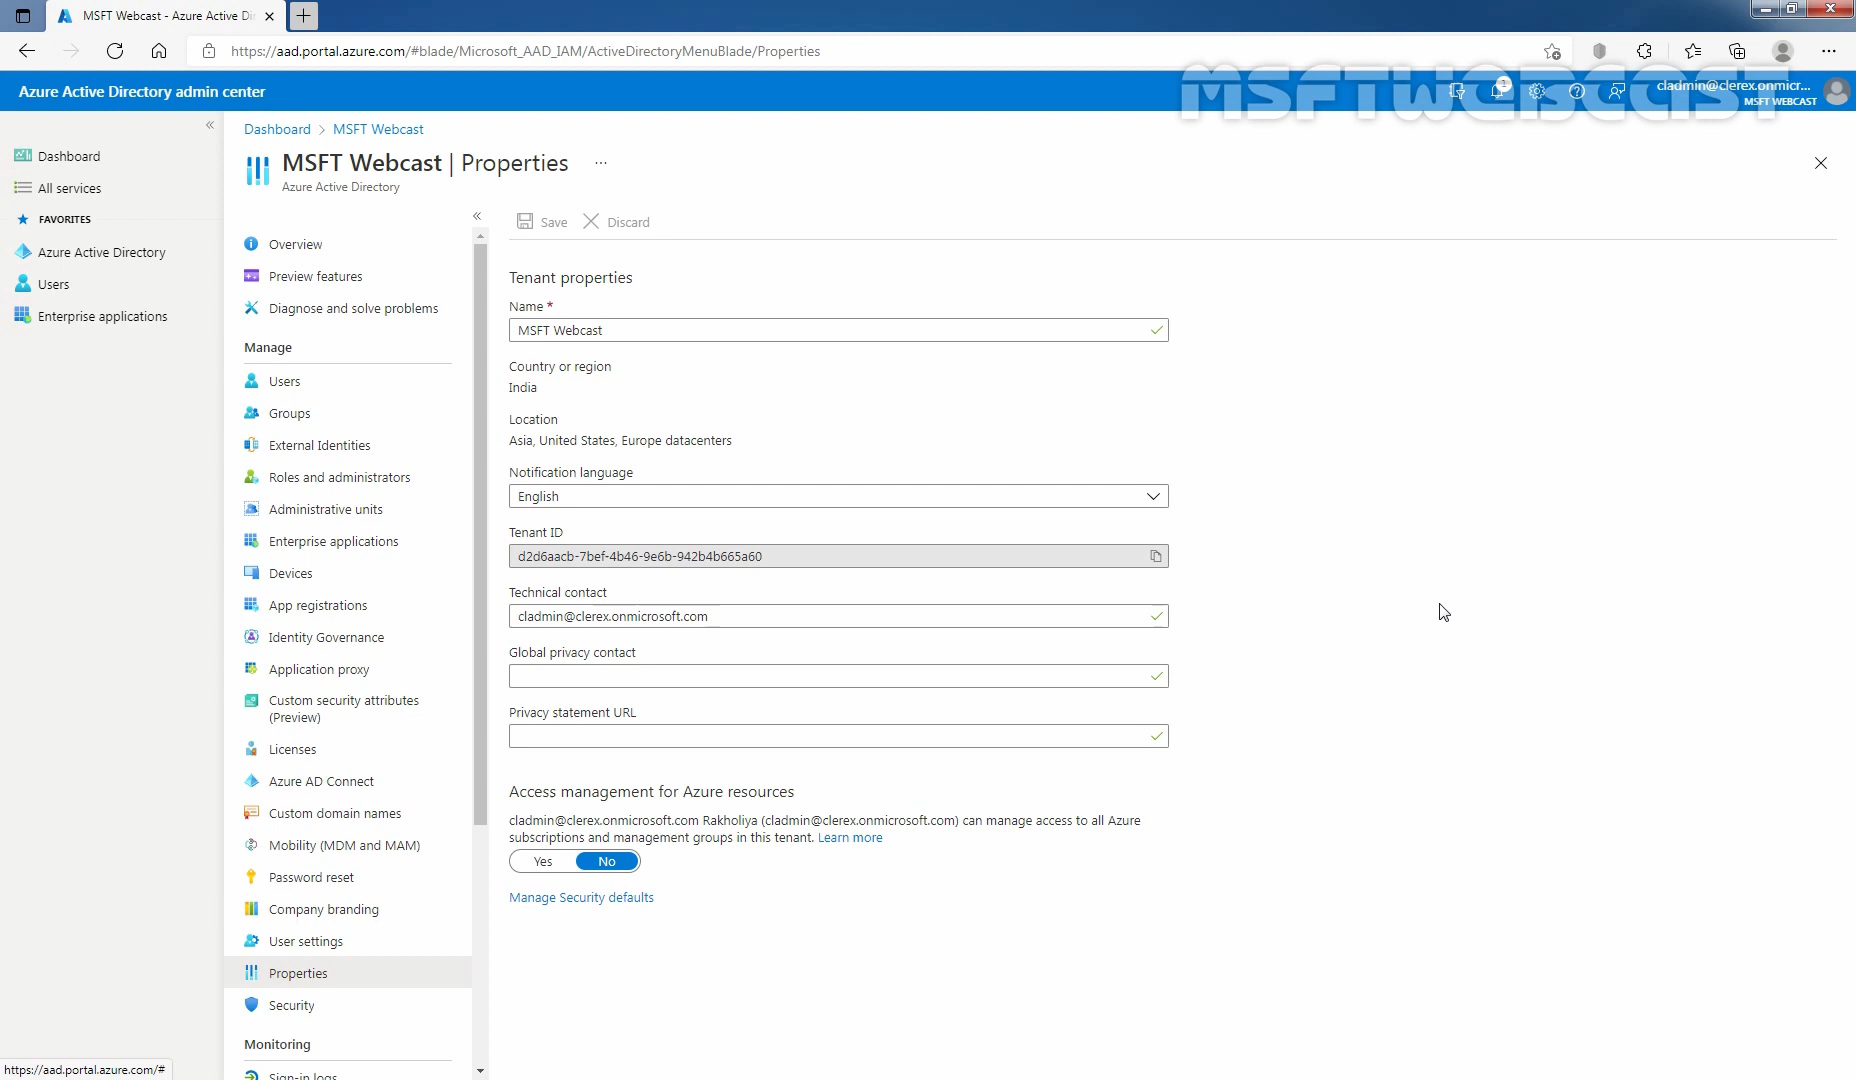 MSFT Webcast - Azure Active Di
https://aad.portal.azure.com/#blade/Microsoft_AAD_IAM/ActiveDirectoryMenuBlade/Properties
MSFTWEBCAST
Azure Active Directory admin center
3
cladmin@clerex.onmicr...
MSFT WEBCAST
Dashboard
All services
FAVORITES
Azure Active Directory
Users
Enterprise applications
Dashboard > MSFT Webcast
MSFT Webcast | Properties ...
Azure Active Directory
Overview
Preview features
Diagnose and solve problems
Manage
Users
Groups
External Identities
Roles and administrators
Administrative units
Enterprise applications
Devices
App registrations
Identity Governance
Application proxy
Custom security attributes
(Preview)
Licenses
Azure AD Connect
Custom domain names
Mobility (MDM and MAM)
Password reset
Company branding
User settings
Properties
Security
Monitoring
Sign-in logs
Save Discard
Tenant properties
Name *
MSFT Webcast
Country or region
India
Location
Asia, United States, Europe datacenters
Notification language
English
Tenant ID
d2d6aacb-7bef-4b46-9e6b-942b4b665a60
Technical contact
cladmin@clerex.onmicrosoft.com
Global privacy contact
Privacy statement URL
Access management for Azure resources
cladmin@clerex.onmicrosoft.com Rakholiya (cladmin@clerex.onmicrosoft.com) can manage access to all Azure
subscriptions and management groups in this tenant. Learn more
Yes No
Manage Security defaults
https://aad.portal.azure.com/#